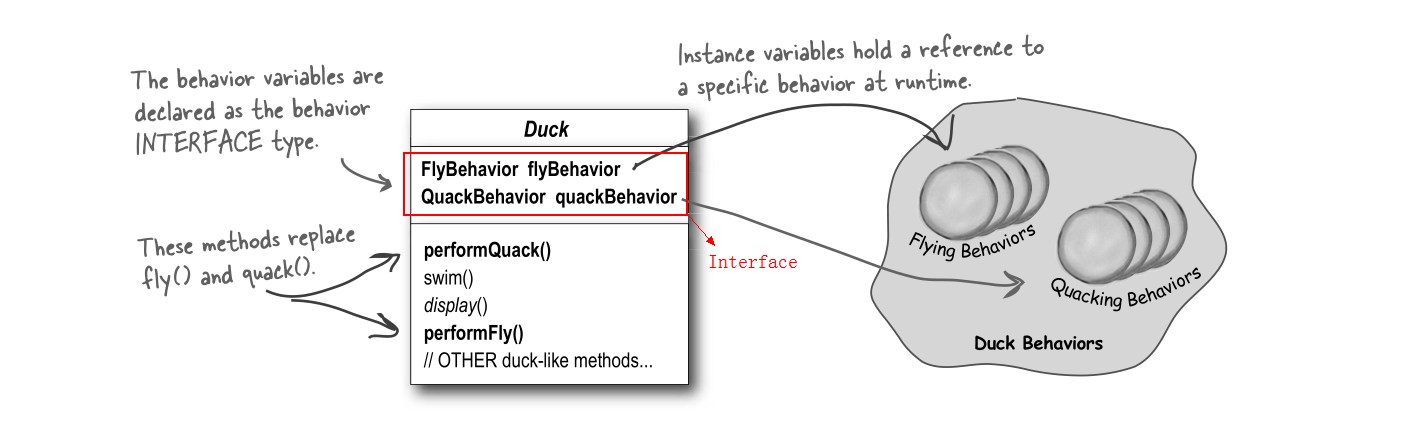 Instance variables hold a reference to
a specific behavior at runtime.
The behavior variables are
declared as the behavior
INTERFACE type.
Duck
FlyBehavior flyBehavior
QuackBehavior quackBehavior
These methods replace
fly() and quack().
performQuack()
swim()
display()
performFly()
// OTHER duck-like methods...
Interface
Flying Behaviors
Quacking Behaviors
Duck Behaviors